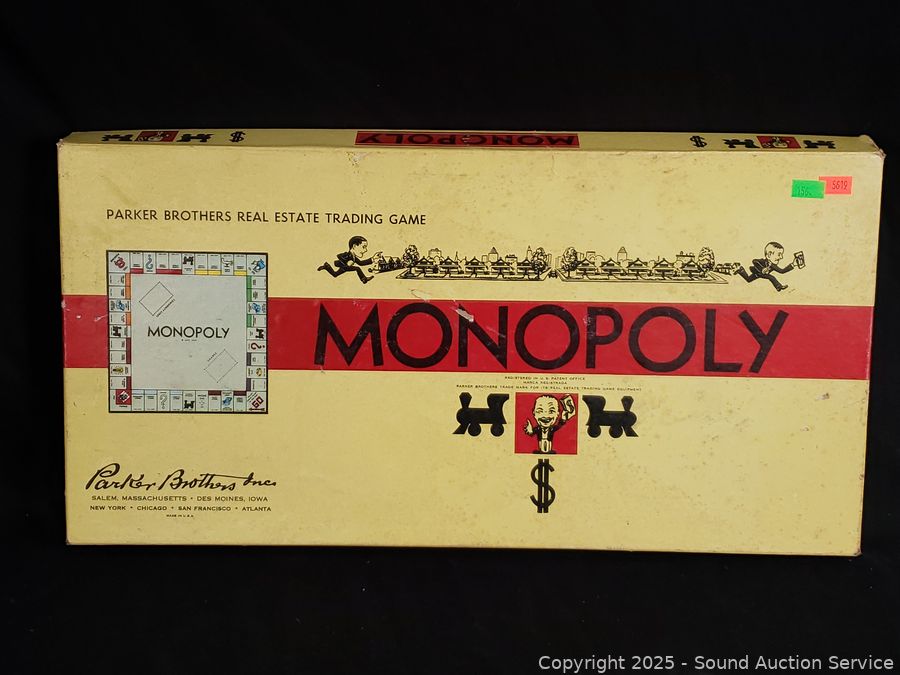 MONOPOLY
$
$
5619
PARKER BROTHERS REAL ESTATE TRADING GAME
MONOPOLY
MONOPOLY
REGISTERED IN U. S. PATENT OFFICE
MARCA REGISTRADA
PARKER BROTHERS TRADE MARK FOR ITS REAL ESTATE TRADING GAME EQUIPMENT
$
Parker Brothers Inc.
SALEM, MASSACHUSETTS • DES MOINES, IOWA
NEW YORK • CHICAGO • SAN FRANCISCO • ATLANTA
MADE IN U.S.A.
Copyright 2025 - Sound Auction Service